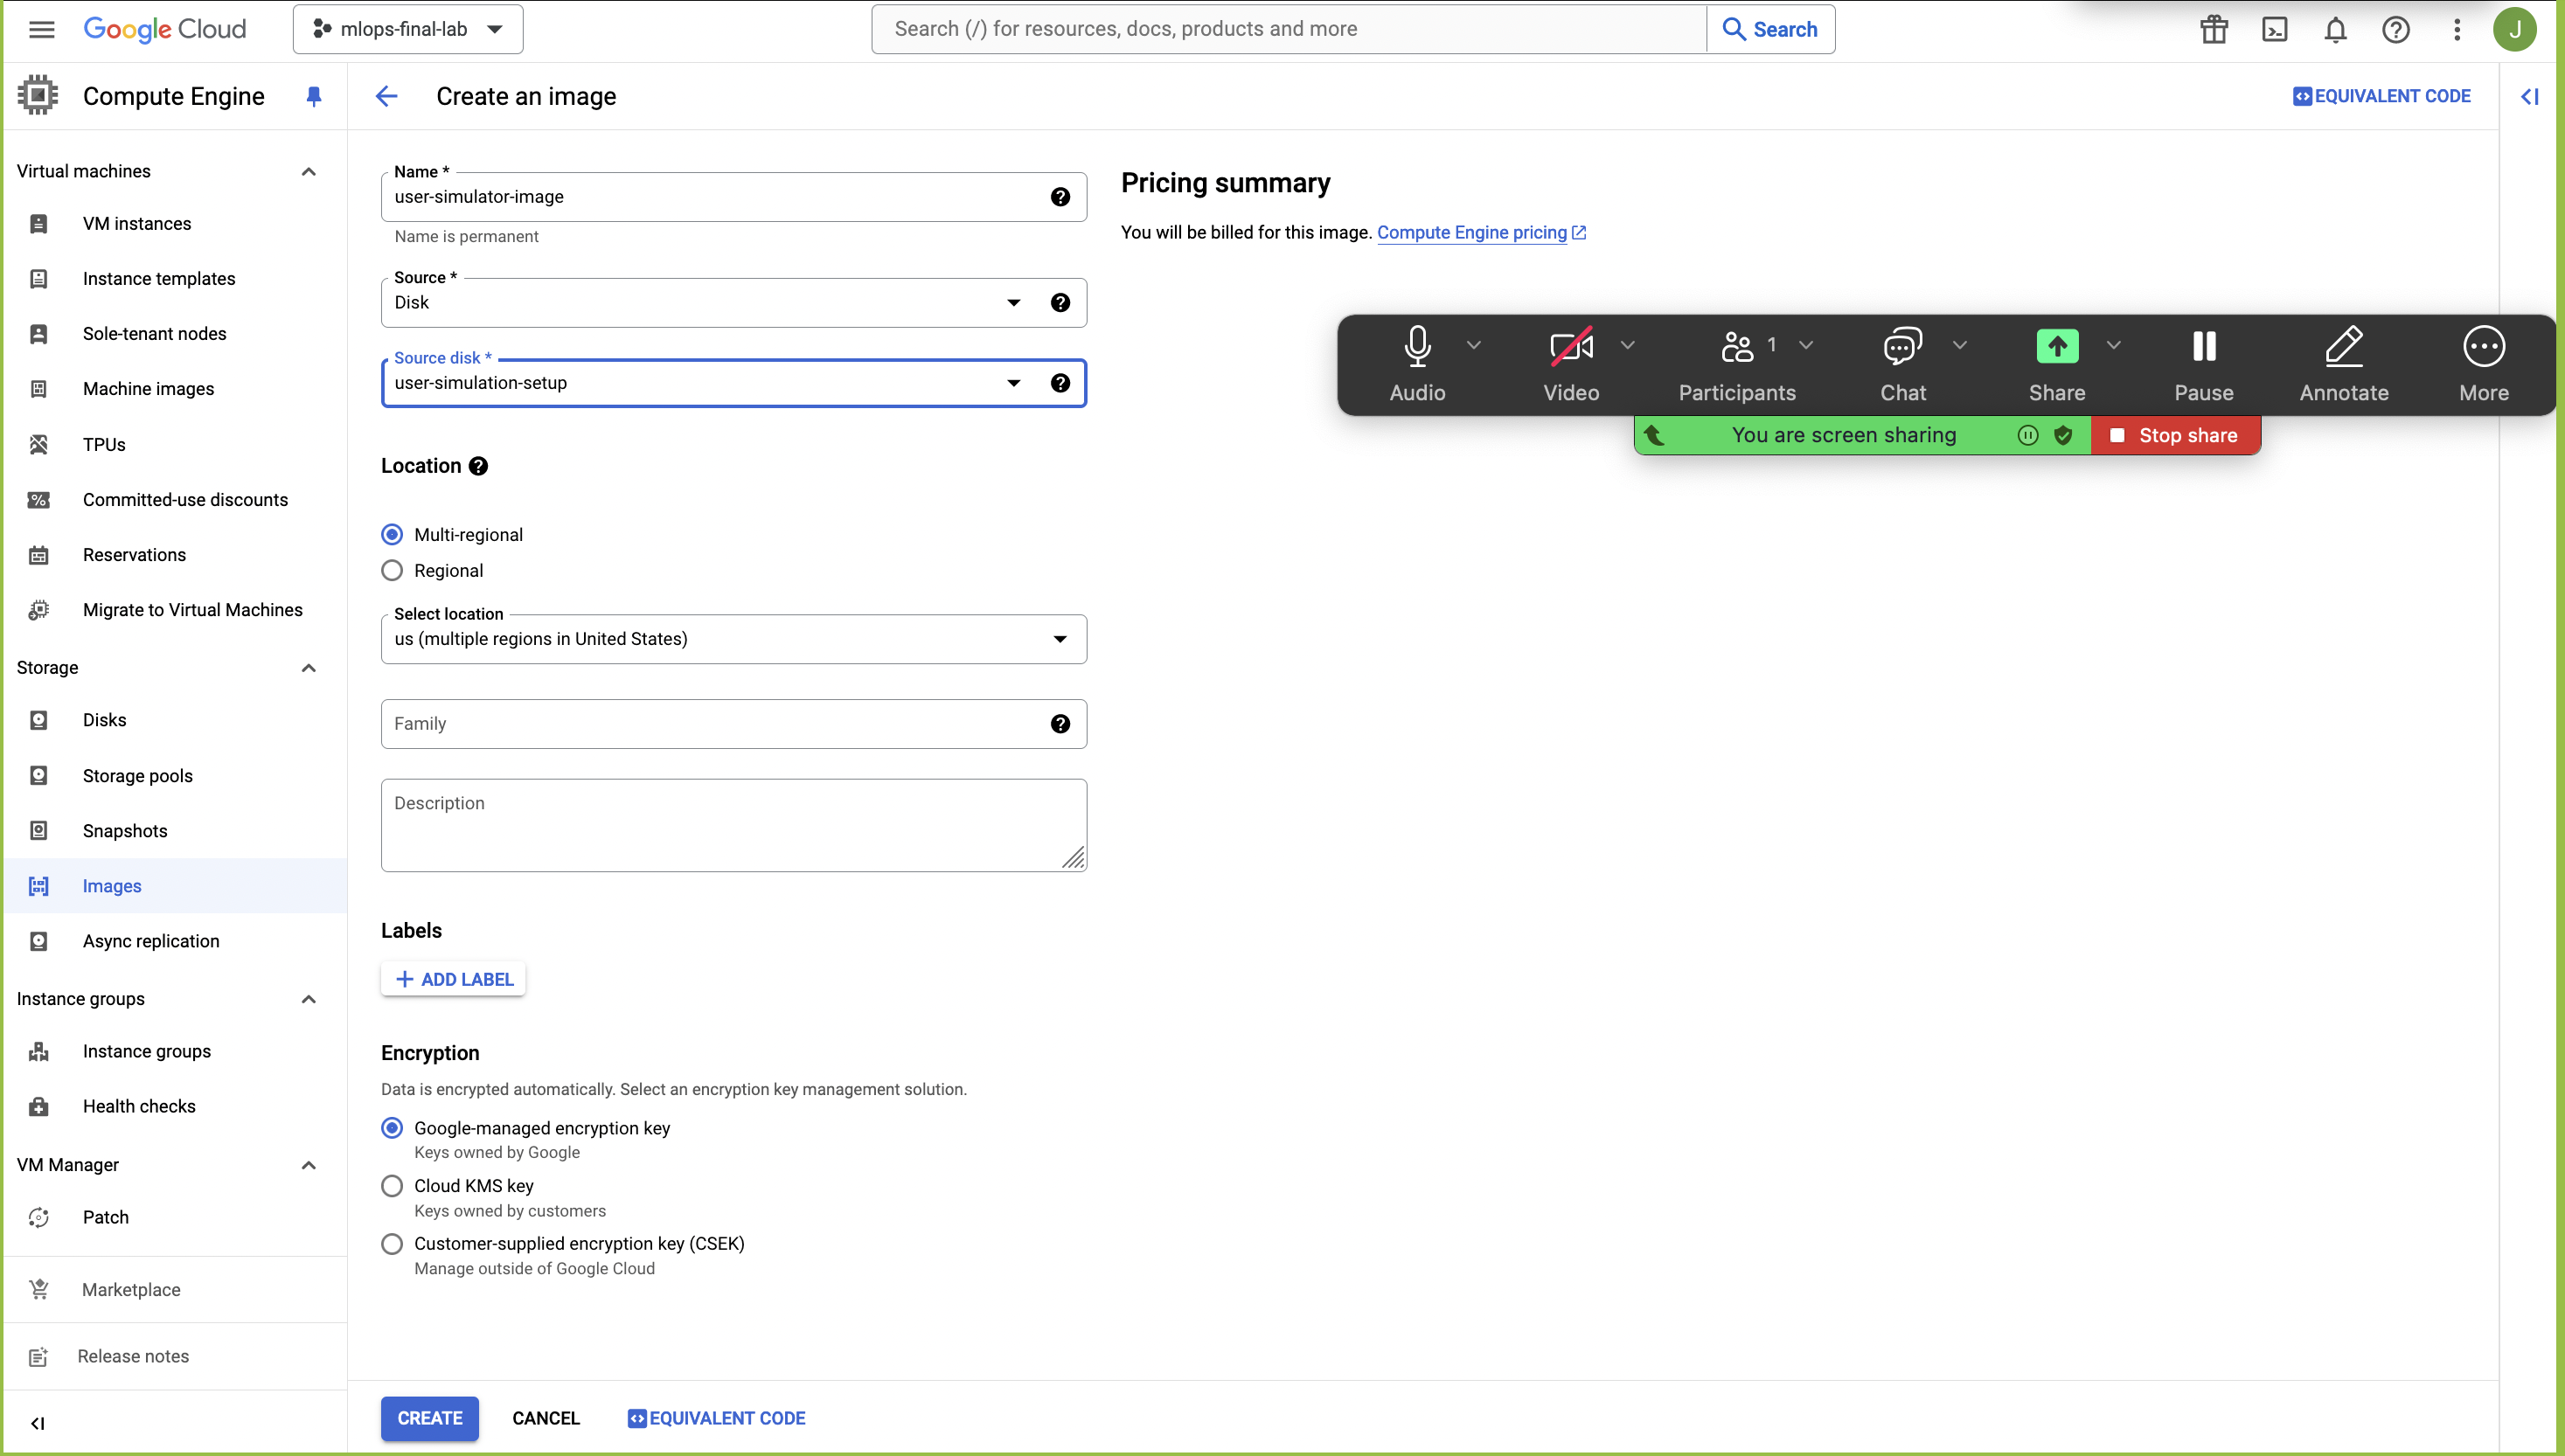 Google Cloud
mlops-final-lab
Search (/) for resources, docs, products and more
Search
J
Compute Engine
Create an image
EQUIVALENT CODE
Virtual machines
VM instances
Instance templates
Sole-tenant nodes
Machine images
TPUs
Committed-use discounts
Reservations
Migrate to Virtual Machines
Storage
Disks
Storage pools
Snapshots
Images
Async replication
Instance groups
Instance groups
Health checks
VM Manager
Patch
Marketplace
Release notes
Name *
user-simulator-image
Name is permanent
Source *
Disk
Source disk *
user-simulation-setup
Location
Multi-regional
Regional
Select location
us (multiple regions in United States)
Family
Description
Labels
ADD LABEL
Encryption
Data is encrypted automatically. Select an encryption key management solution.
Google-managed encryption key
Keys owned by Google
Cloud KMS key
Keys owned by customers
Customer-supplied encryption key (CSEK)
Manage outside of Google Cloud
CREATE
CANCEL
EQUIVALENT CODE
Pricing summary
You will be billed for this image. Compute Engine pricing
Audio
Video
1
Participants
Chat
Share
Pause
Annotate
More
You are screen sharing
Stop share